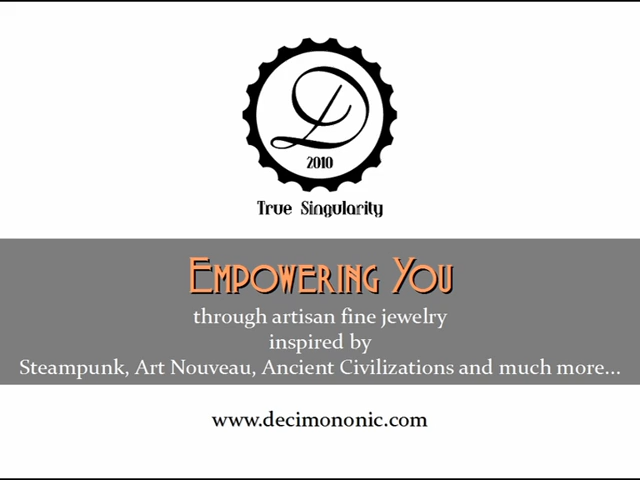 D
2010
True Singularity
Empowering You
through artisan fine jewelry
inspired by
Steampunk, Art Nouveau, Ancient Civilizations and much more...
www.decimononic.com